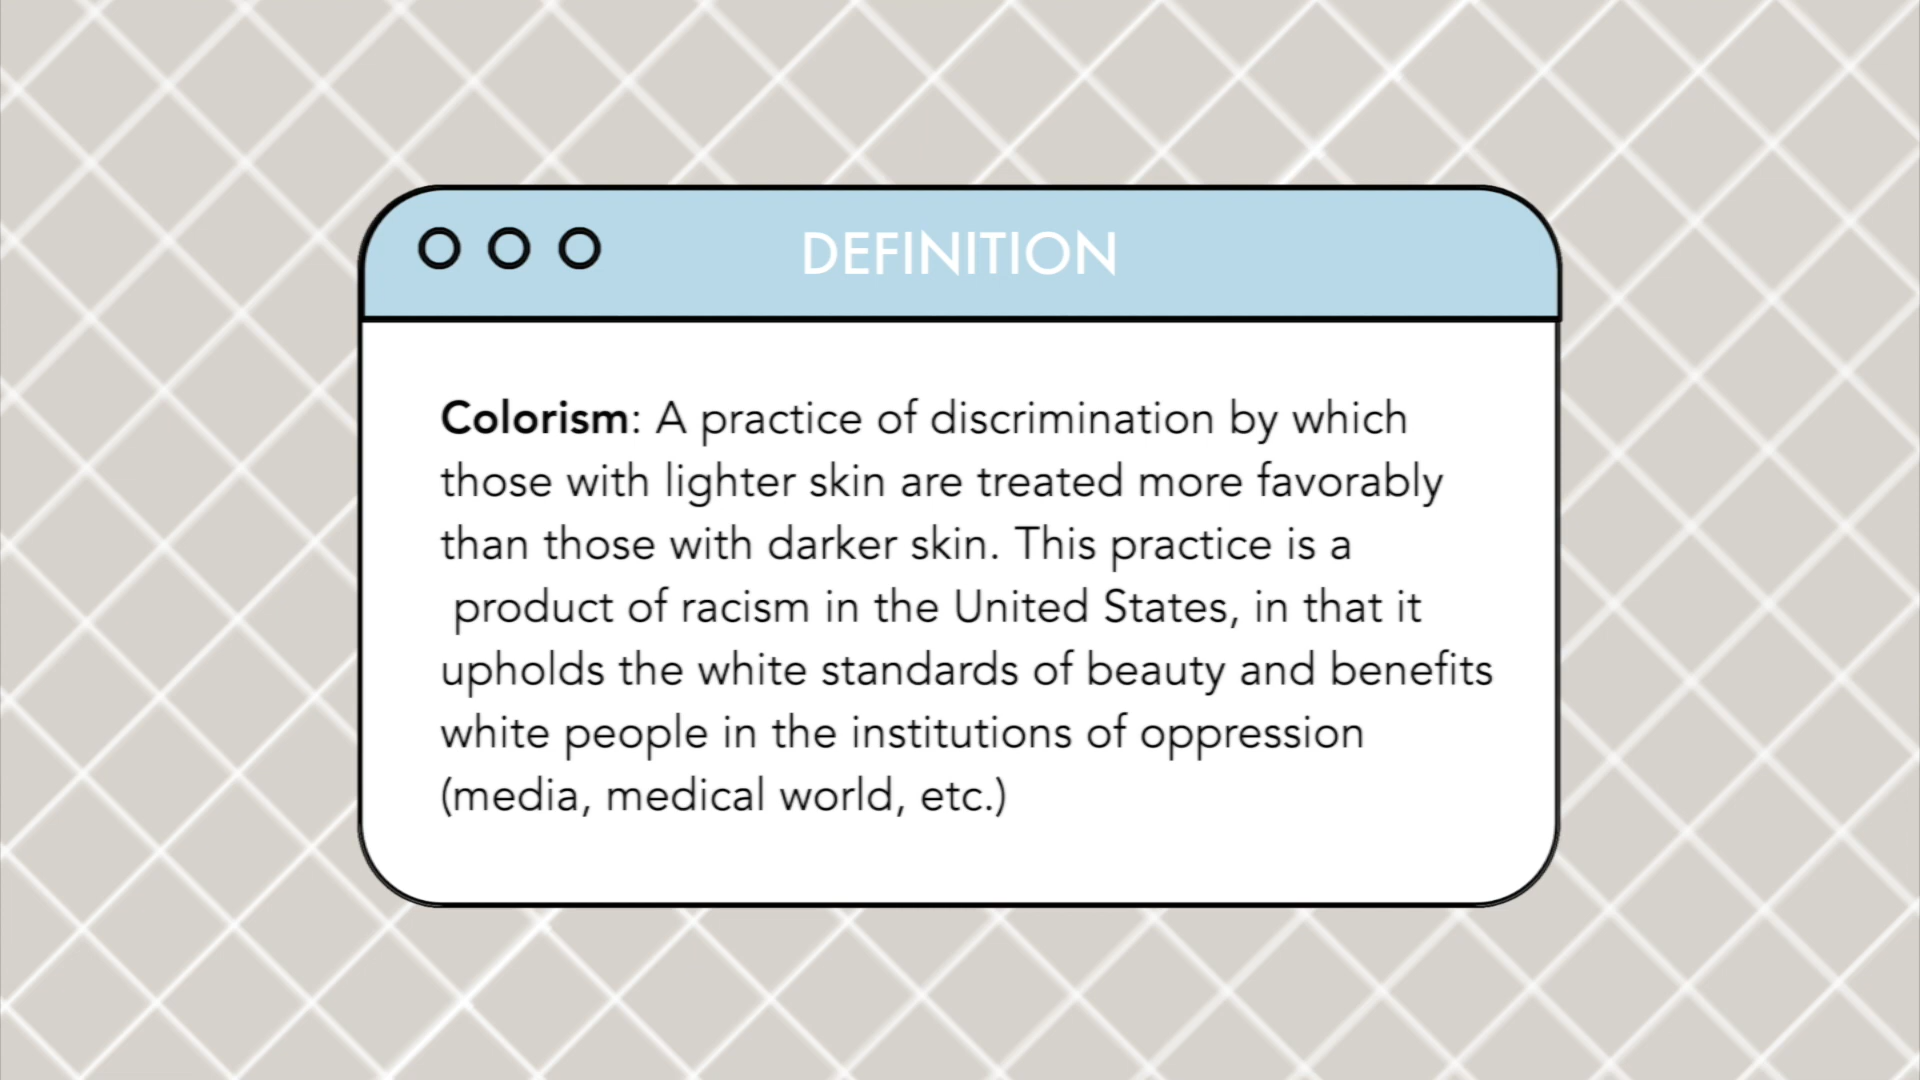 DEFINITION
Colorism: A practice of discrimination by which
those with lighter skin are treated more favorably
than those with darker skin. This practice is a
product of racism in the United States, in that it
upholds the white standards of beauty and benefits
white people in the institutions of oppression
(media, medical world, etc.)